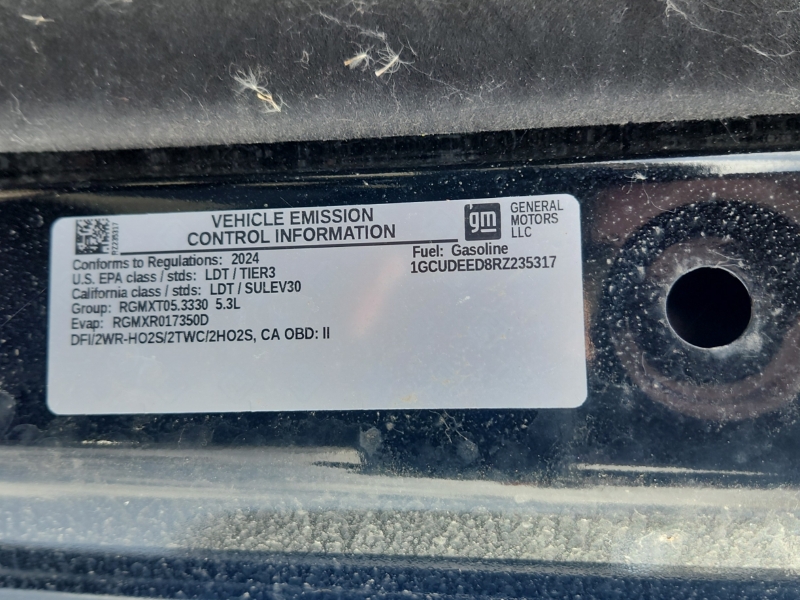 VEHICLE EMISSION
CONTROL INFORMATION
gm
GENERAL
MOTORS
LLC
Conforms to Regulations: 2024
U.S. EPA class / stds: LDT / TIER3
California class / stds: LDT / SULEV30
Group: RGMXT05.3330 5.3L
Evap: RGMXR017350D
DFI/2WR-HO2S/2TWC/2HO2S, CA OBD: II
Fuel: Gasoline
1GCUDEED8RZ235317